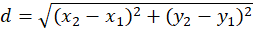 d = √((x₂ − x₁)² + (y₂ − y₁)²)